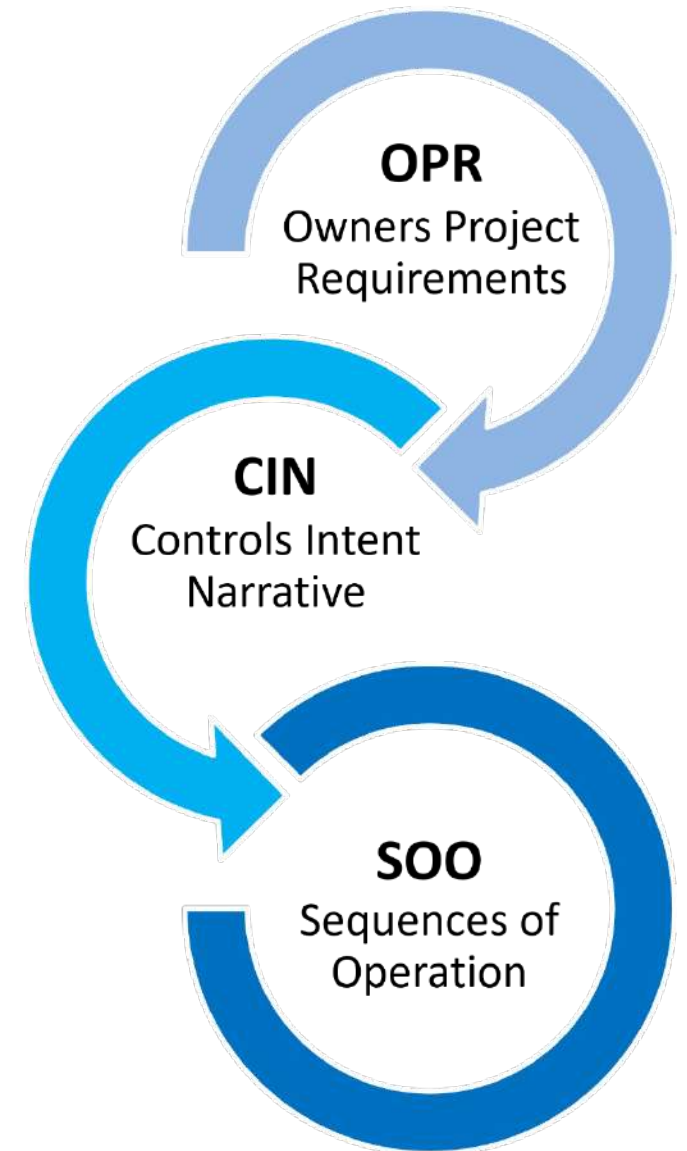 OPR
Owners Project
Requirements
CIN
Controls Intent
Narrative
SOO
Sequences of
Operation